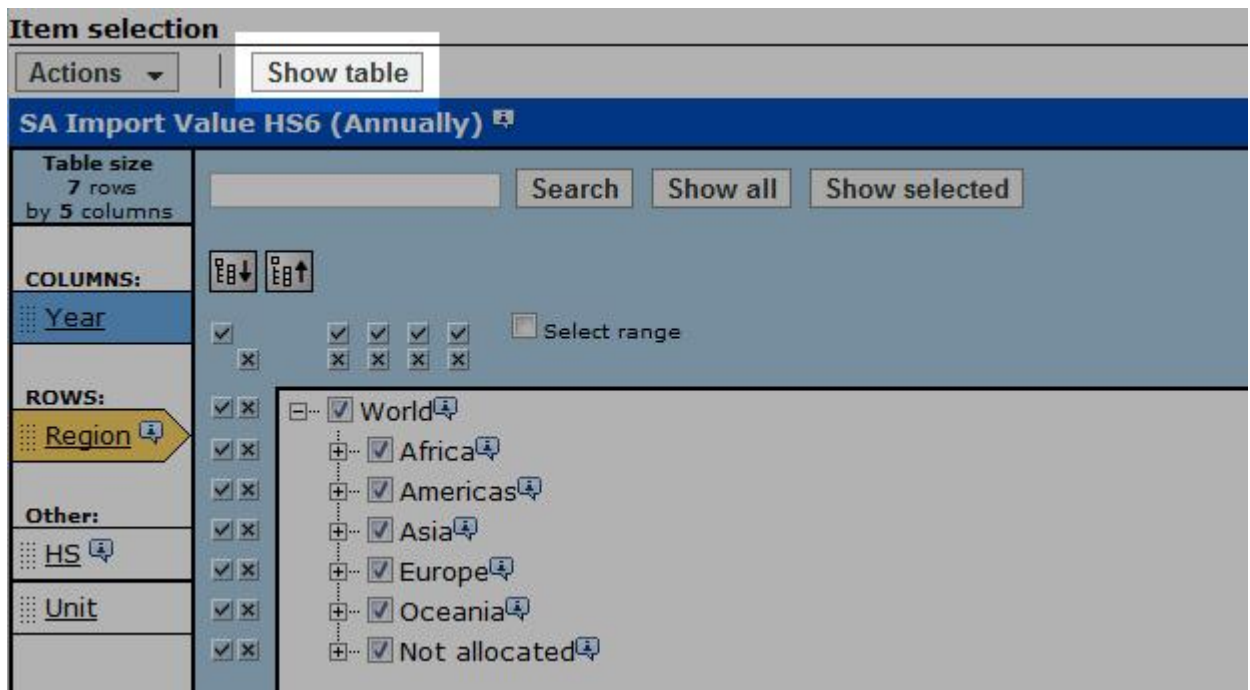 Item selection
Actions
Show table
SA Import Value HS6 (Annually)
Table size
7 rows
by 5 columns
Search
Show all
Show selected
COLUMNS:
Year
Select range
ROWS:
Region
Other:
HS
Unit
World
Africa
Americas
Asia
Europe
Oceania
Not allocated